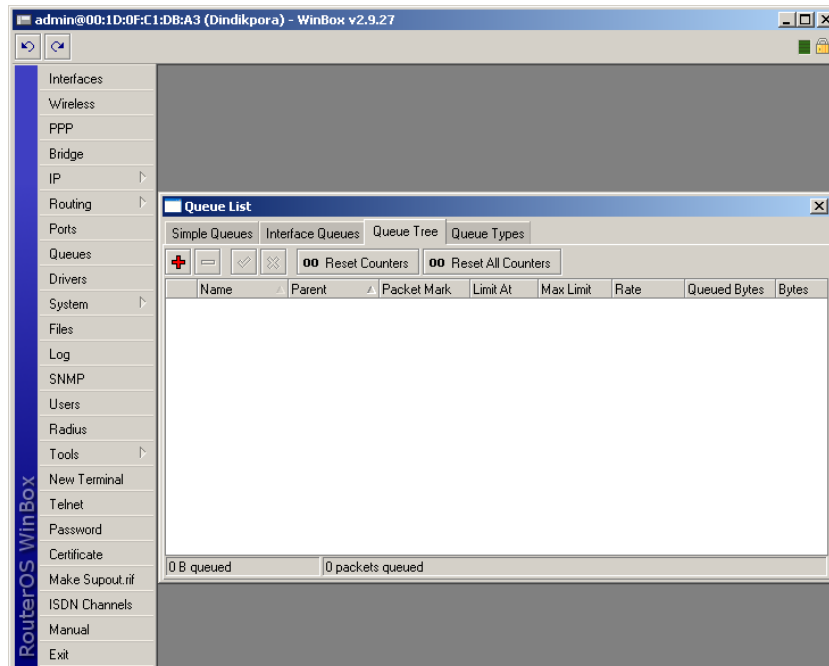 admin@00:1D:0F:C1:DB:A3 (Dindikpora) - WinBox v2.9.27
Interfaces
Wireless
PPP
Bridge
IP
Routing
Ports
Queues
Drivers
System
Files
Log
SNMP
Users
Radius
Tools
New Terminal
Telnet
Password
Certificate
Make Supout.rif
ISDN Channels
Manual
Exit
RouterOS WinBox
Queue List
Simple Queues Interface Queues Queue Tree Queue Types
00 Reset Counters 00 Reset All Counters
Name Parent Packet Mark Limit At Max Limit Rate Queued Bytes Bytes
0 B queued 0 packets queued